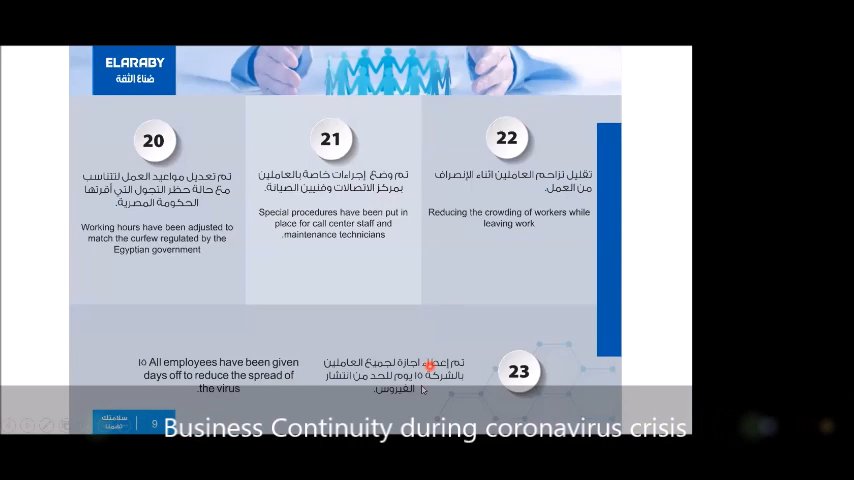 ELARABY
صناع الثقة
20
تم تعديل مواعيد العمل لتتناسب
مع حالة حظر التجول التي أقرتها
الحكومة المصرية.
Working hours have been adjusted to
match the curfew regulated by the
Egyptian government
21
تم وضع إجراءات خاصة بالعاملين
بمركز الاتصالات وفنيين الصيانة.
Special procedures have been put in
place for call center staff and
.maintenance technicians
22
تقليل تزاحم العاملين اثناء الإنصراف
من العمل.
Reducing the crowding of workers while
leaving work
23
تم إعطاء اجازة لجميع العاملين
بالشركة ١٥ يوم للحد من انتشار
الفيروس.
١٥ All employees have been given
days off to reduce the spread of
.the virus
سلامتك
تهمنا
9
Business Continuity during coronavirus crisis